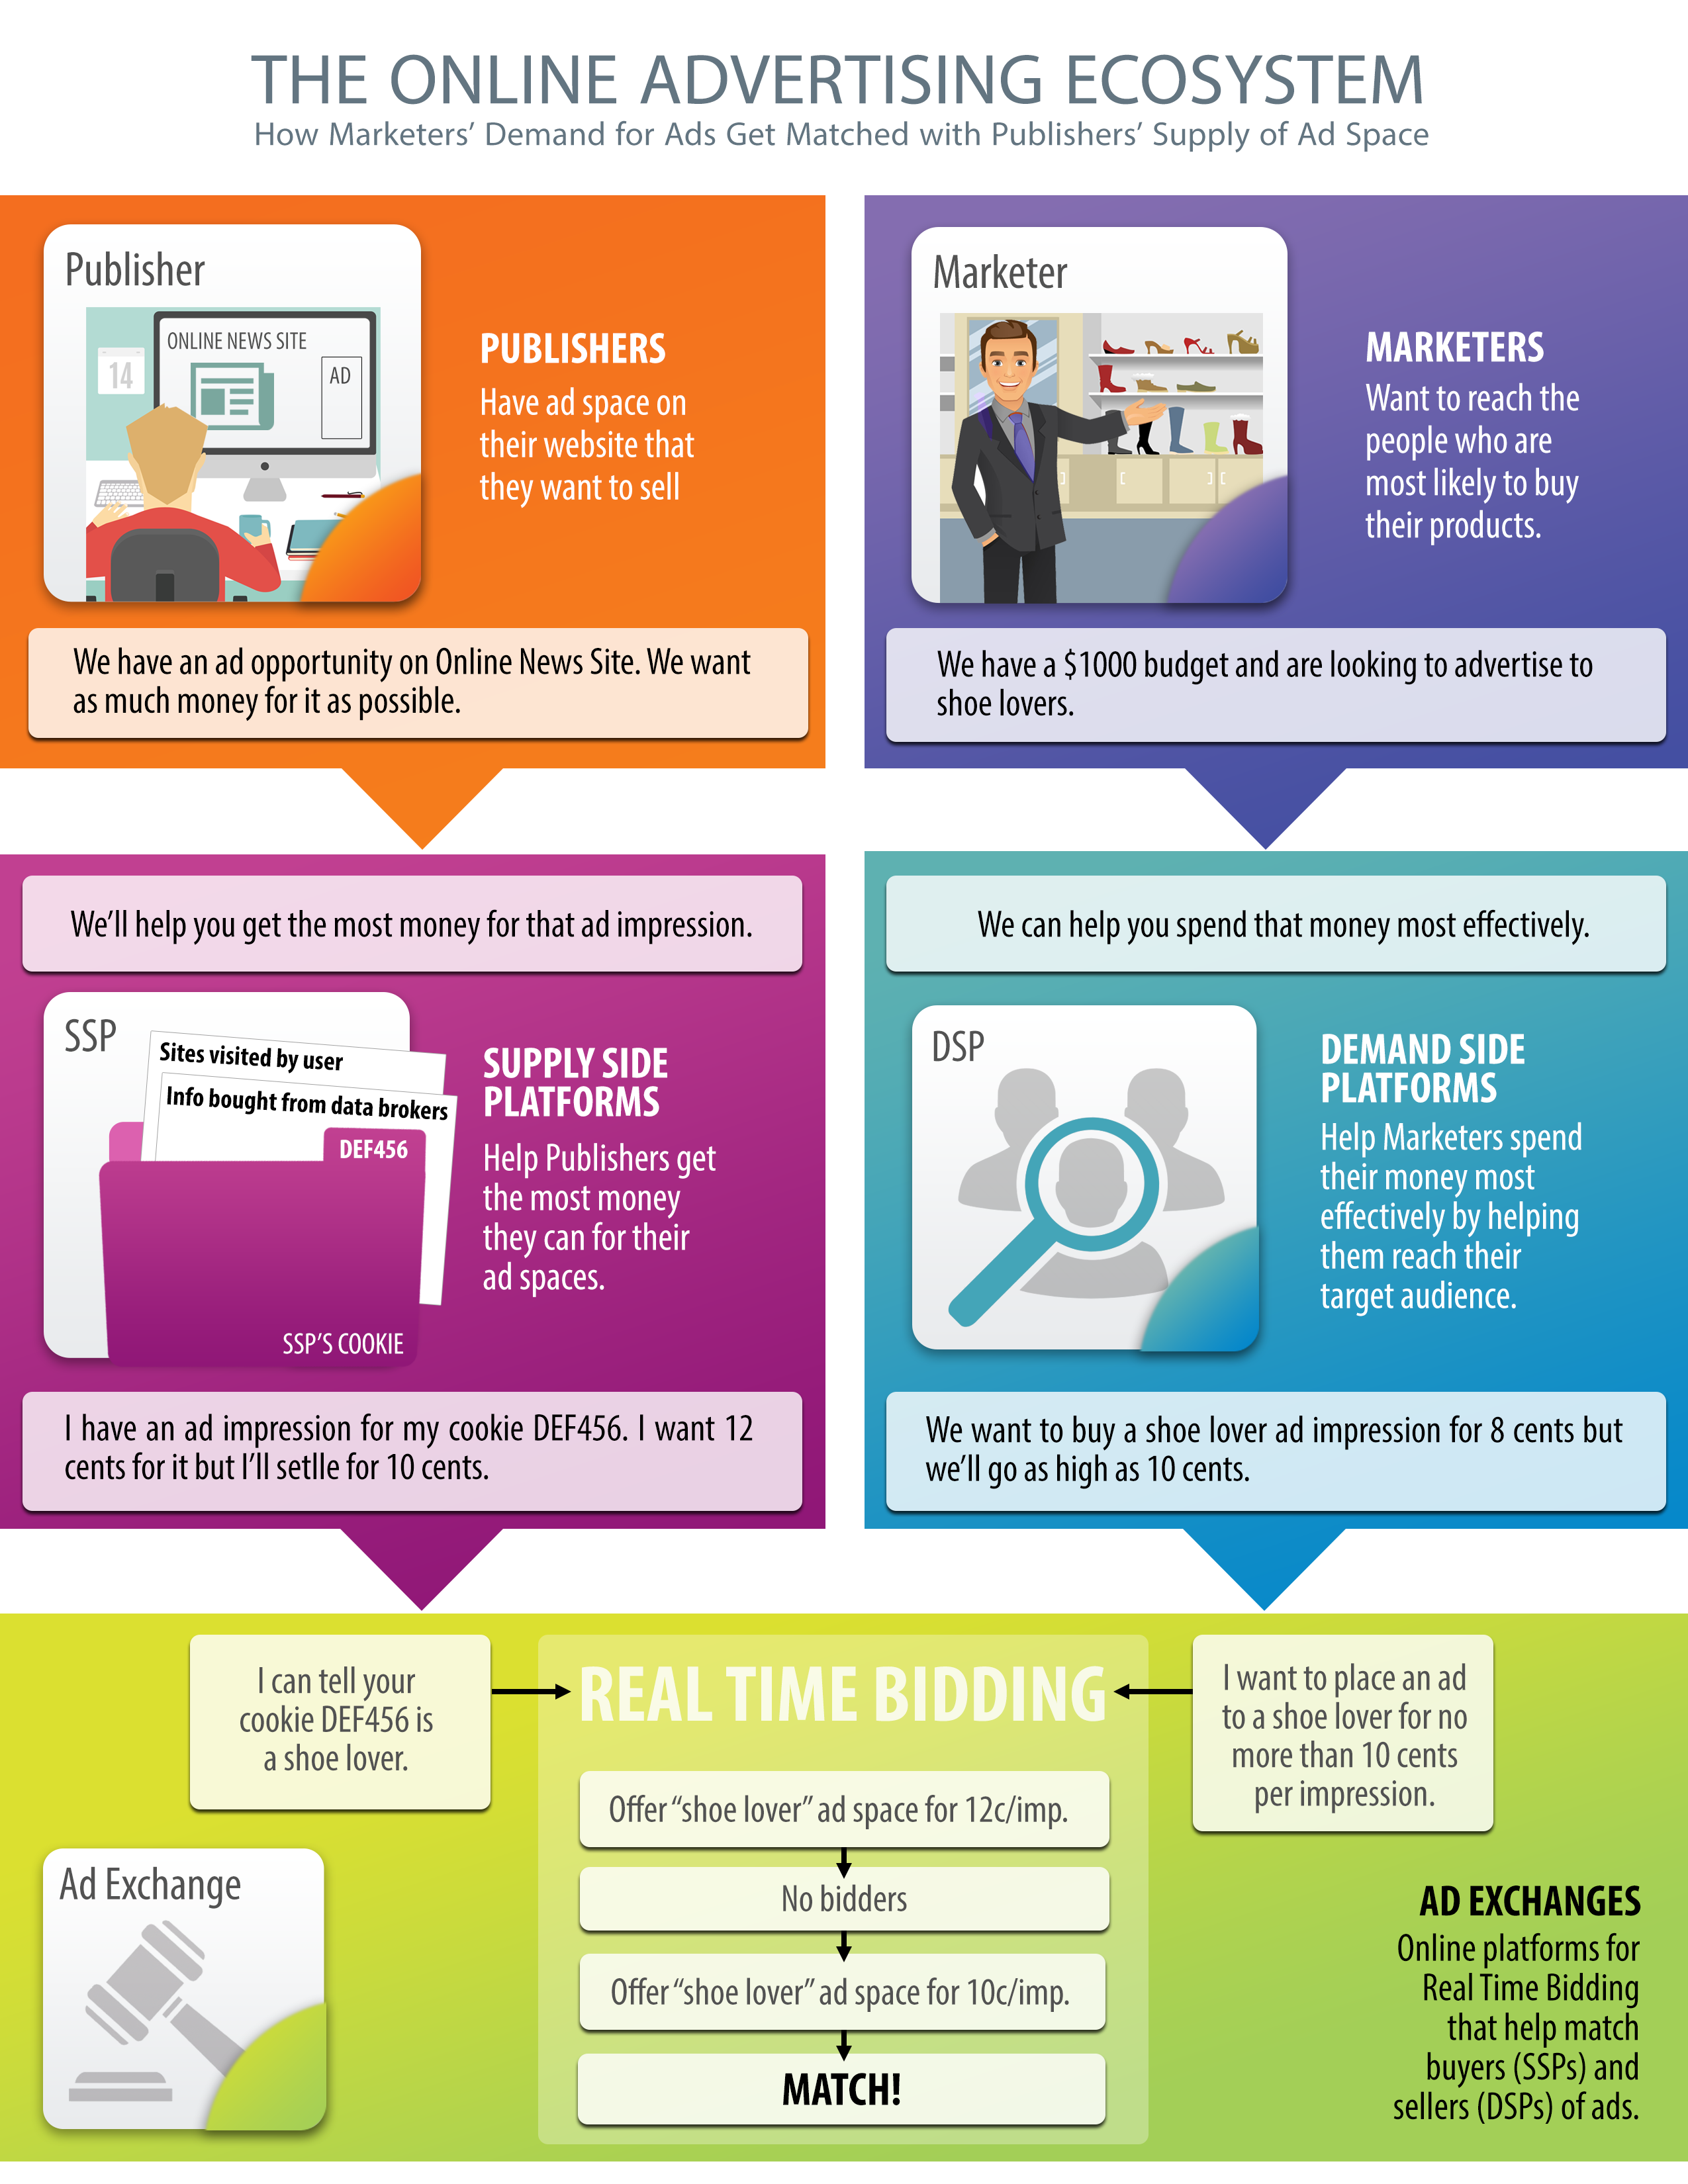 THE ONLINE ADVERTISING ECOSYSTEM
How Marketers’ Demand for Ads Get Matched with Publishers’ Supply of Ad Space
Publisher
ONLINE NEWS SITE
14
AD
PUBLISHERS
Have ad space on
their website that
they want to sell
We have an ad opportunity on Online News Site. We want
as much money for it as possible.
Marketer
MARKETERS
Want to reach the
people who are
most likely to buy
their products.
We have a $1000 budget and are looking to advertise to
shoe lovers.
We’ll help you get the most money for that ad impression.
SSP
Sites visited by user
Info bought from data brokers
DEF456
SSP’S COOKIE
SUPPLY SIDE
PLATFORMS
Help Publishers get
the most money
they can for their
ad spaces.
I have an ad impression for my cookie DEF456. I want 12
cents for it but I’ll setlle for 10 cents.
We can help you spend that money most effectively.
DSP
DEMAND SIDE
PLATFORMS
Help Marketers spend
their money most
effectively by helping
them reach their
target audience.
We want to buy a shoe lover ad impression for 8 cents but
we’ll go as high as 10 cents.
I can tell your
cookie DEF456 is
a shoe lover.
REAL TIME BIDDING
I want to place an ad
to a shoe lover for no
more than 10 cents
per impression.
Offer “shoe lover” ad space for 12c/imp.
No bidders
Offer “shoe lover” ad space for 10c/imp.
MATCH!
Ad Exchange
AD EXCHANGES
Online platforms for
Real Time Bidding
that help match
buyers (SSPs) and
sellers (DSPs) of ads.